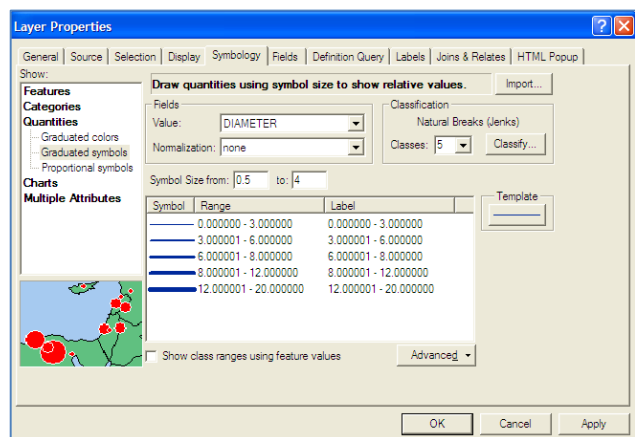 Layer Properties
General Source Selection Display Symbology Fields Definition Query Labels Joins & Relates HTML Popup
Show:
Features
Categories
Quantities
Graduated colors
Graduated symbols
Proportional symbols
Charts
Multiple Attributes
Draw quantities using symbol size to show relative values.
Import...
Fields
Value: DIAMETER
Normalization: none
Classification
Natural Breaks (Jenks)
Classes: 5 Classify...
Symbol Size from: 0.5 to: 4
Symbol Range Label
0.000000 - 3.000000 0.000000 - 3.000000
3.000001 - 6.000000 3.000001 - 6.000000
6.000001 - 8.000000 6.000001 - 8.000000
8.000001 - 12.000000 8.000001 - 12.000000
12.000001 - 20.000000 12.000001 - 20.000000
Template
Show class ranges using feature values
Advanced
OK Cancel Apply